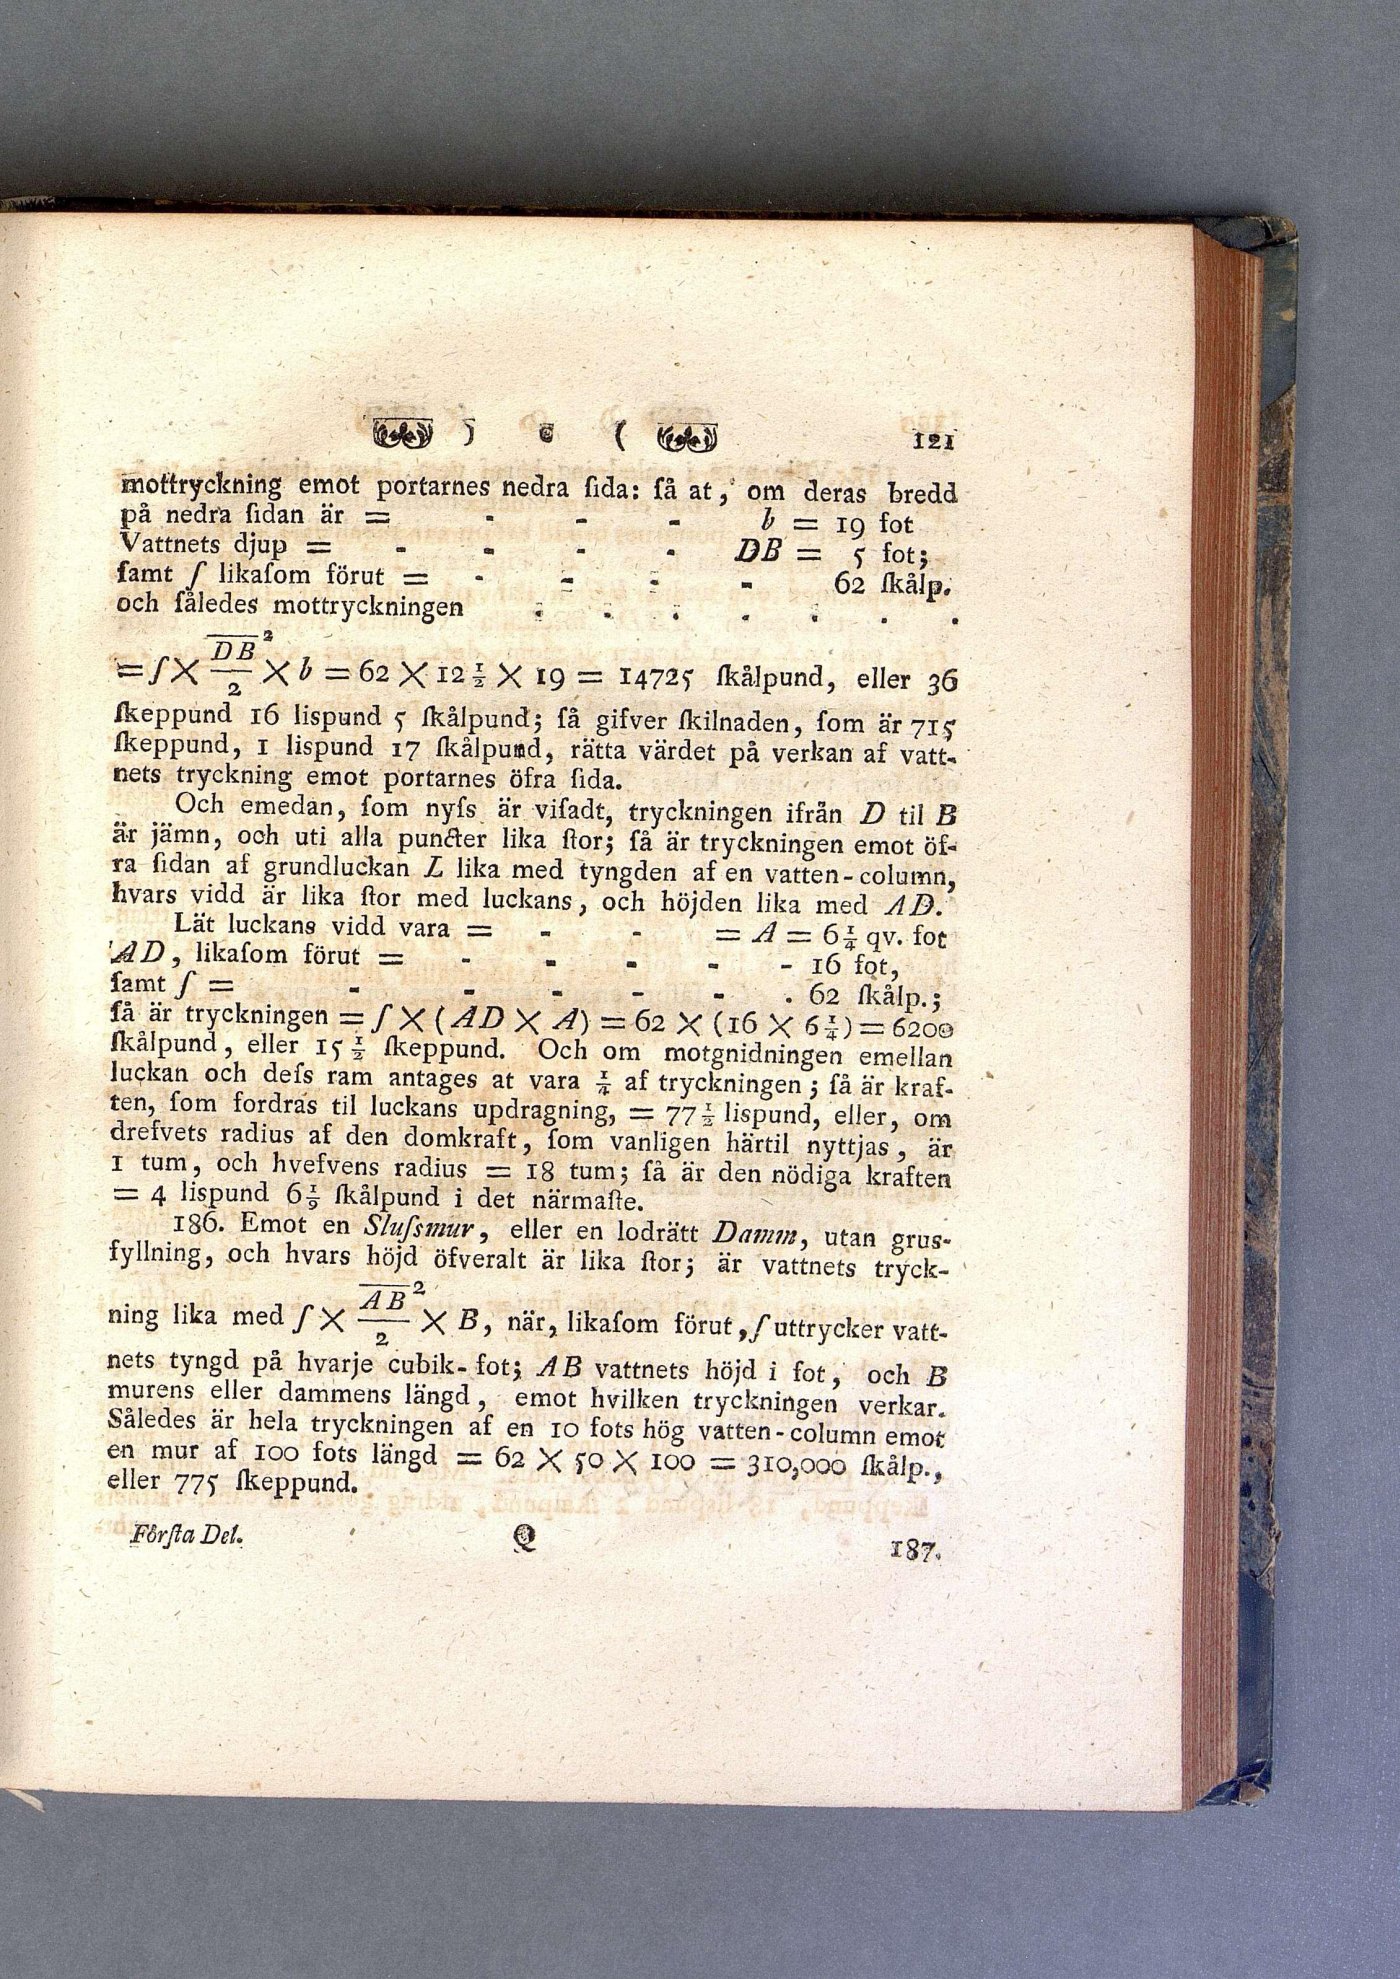 ) o ( 121
mottryckning emot portarnes nedra ſida: ſå at, om deras bredd
på nedra ſidan är = - - - b = 19 fot
Vattnets djup = - - - - DB = 5 fot;
ſamt ſ likaſom förut = - - - - 62 ſkålp.
och ſåledes mottryckningen . . . . . . .
= ſ × DB²/2 × b = 62 × 12½ × 19 = 14725 ſkålpund, eller 36
ſkeppund 16 lispund 5 ſkålpund; ſå gifver ſkilnaden, ſom är 715
ſkeppund, 1 lispund 17 ſkålpund, rätta värdet på verkan af vatt-
nets tryckning emot portarnes öfra ſida.
Och emedan, ſom nyſs är viſadt, tryckningen ifrån D til B
är jämn, och uti alla puncter lika ſtor; ſå är tryckningen emot öf-
ra ſidan af grundluckan L lika med tyngden af en vatten-column,
hvars vidd är lika ſtor med luckans, och höjden lika med AD.
Lät luckans vidd vara = - - = A = 6¼ qv. fot
AD, likaſom förut = - - - - - 16 fot,
ſamt ſ = - - - - - . 62 ſkålp.;
ſå är tryckningen = ſ × (AD × A) = 62 × (16 × 6¼) = 6200
ſkålpund, eller 15½ ſkeppund. Och om motgnidningen emellan
luckan och deſs ram antages at vara ¼ af tryckningen; ſå är kraf-
ten, ſom fordras til luckans updragning, = 77½ lispund, eller, om
drefvets radius af den domkraft, ſom vanligen härtil nyttjas, är
1 tum, och hvefvens radius = 18 tum; ſå är den nödiga kraften
= 4 lispund 6⅑ ſkålpund i det närmaſte.
186. Emot en Sluſsmur, eller en lodrätt Damm, utan grus-
fyllning, och hvars höjd öfveralt är lika ſtor; är vattnets tryck-
ning lika med ſ × AB²/2 × B, när, likaſom förut, ſ uttrycker vatt-
nets tyngd på hvarje cubik-fot; AB vattnets höjd i fot, och B
murens eller dammens längd, emot hvilken tryckningen verkar.
Således är hela tryckningen af en 10 fots hög vatten-column emot
en mur af 100 fots längd = 62 × 50 × 100 = 310,000 ſkålp.,
eller 775 ſkeppund.
Förſta Del. Q 187.